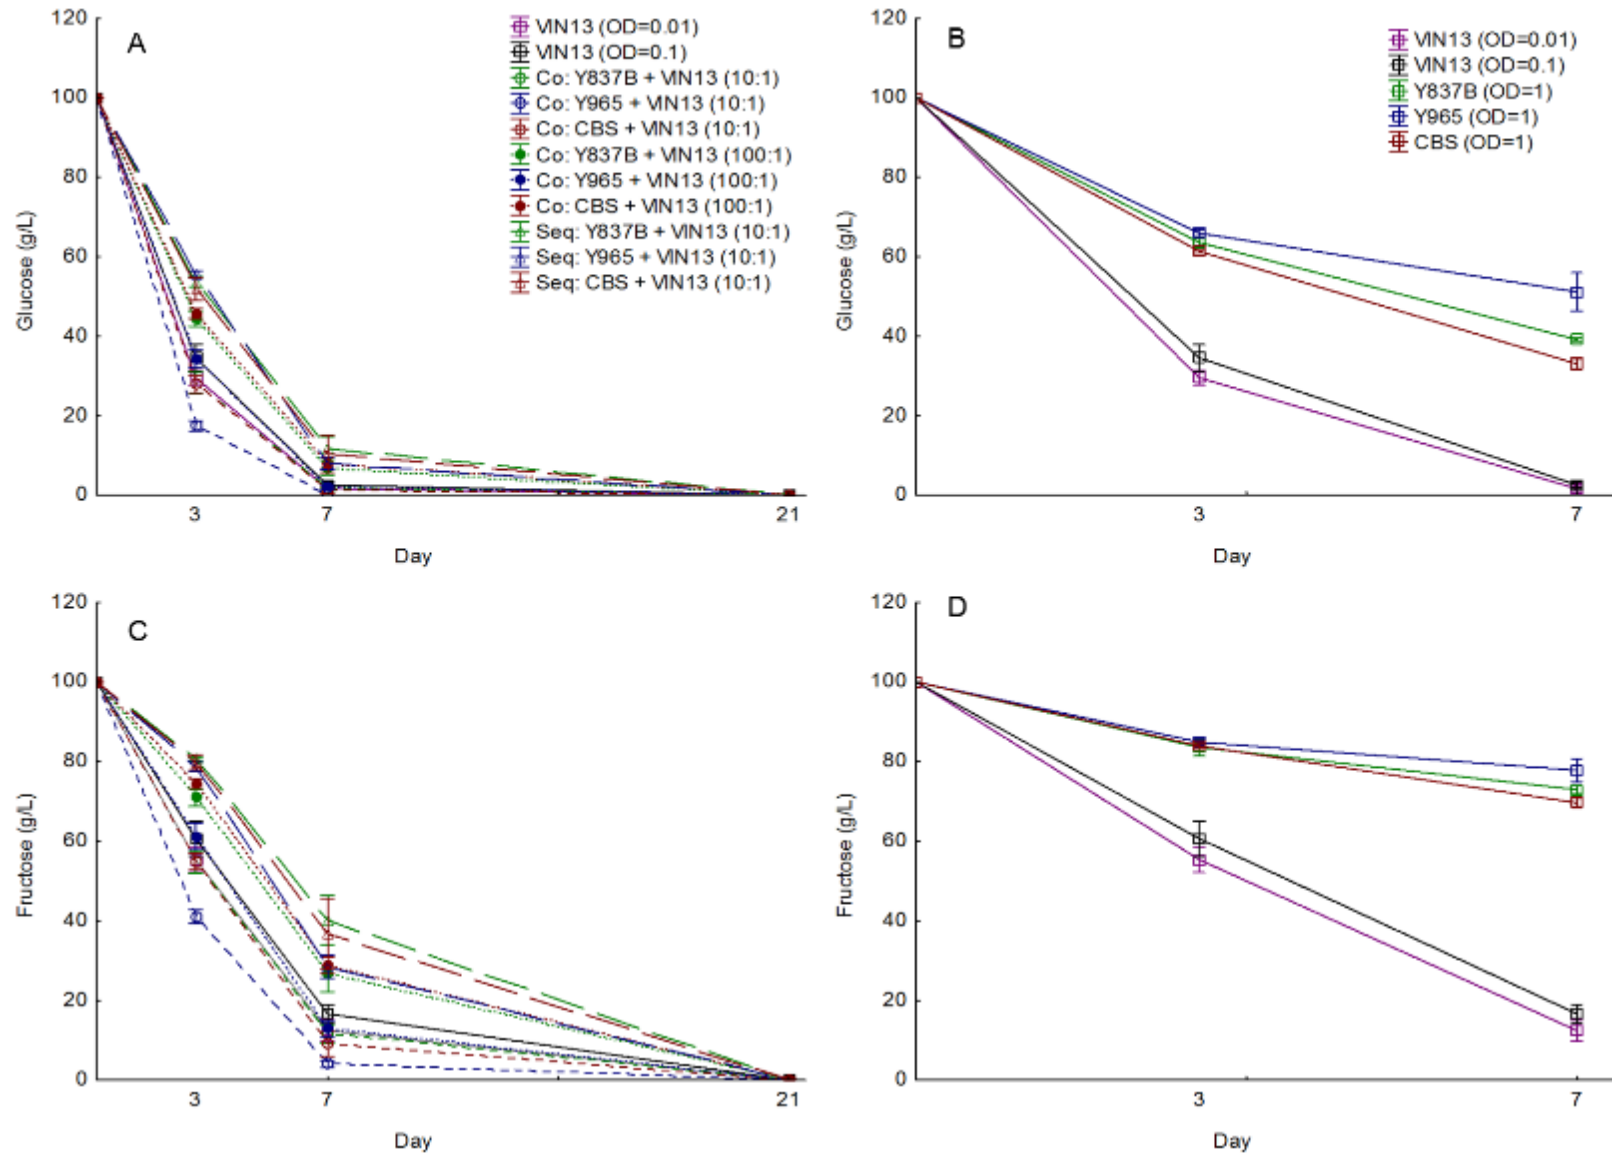 A
120
100
80
60
40
20
0
Glucose (g/L)
3
7
21
Day
VIN13 (OD=0.01)
VIN13 (OD=0.1)
Co: Y837B + VIN13 (10:1)
Co: Y965 + VIN13 (10:1)
Co: CBS + VIN13 (10:1)
Co: Y837B + VIN13 (100:1)
Co: Y965 + VIN13 (100:1)
Co: CBS + VIN13 (100:1)
Seq: Y837B + VIN13 (10:1)
Seq: Y965 + VIN13 (10:1)
Seq: CBS + VIN13 (10:1)
B
120
100
80
60
40
20
0
Glucose (g/L)
3
7
Day
VIN13 (OD=0.01)
VIN13 (OD=0.1)
Y837B (OD=1)
Y965 (OD=1)
CBS (OD=1)
C
120
100
80
60
40
20
0
Fructose (g/L)
3
7
21
Day
D
120
100
80
60
40
20
0
Fructose (g/L)
3
7
Day